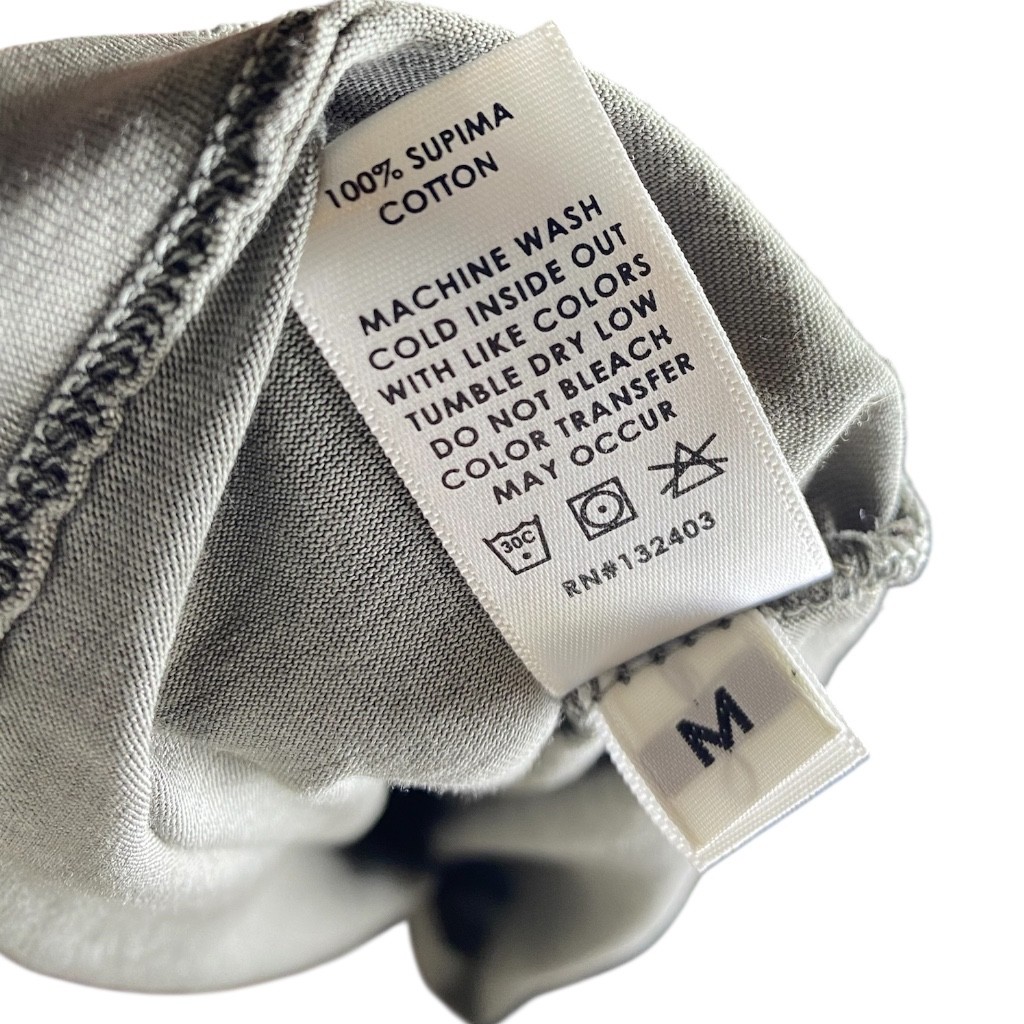 100% SUPIMA
COTTON
MACHINE WASH
COLD INSIDE OUT
WITH LIKE COLORS
TUMBLE DRY LOW
DO NOT BLEACH
COLOR TRANSFER
MAY OCCUR
30C
RN#132403
M